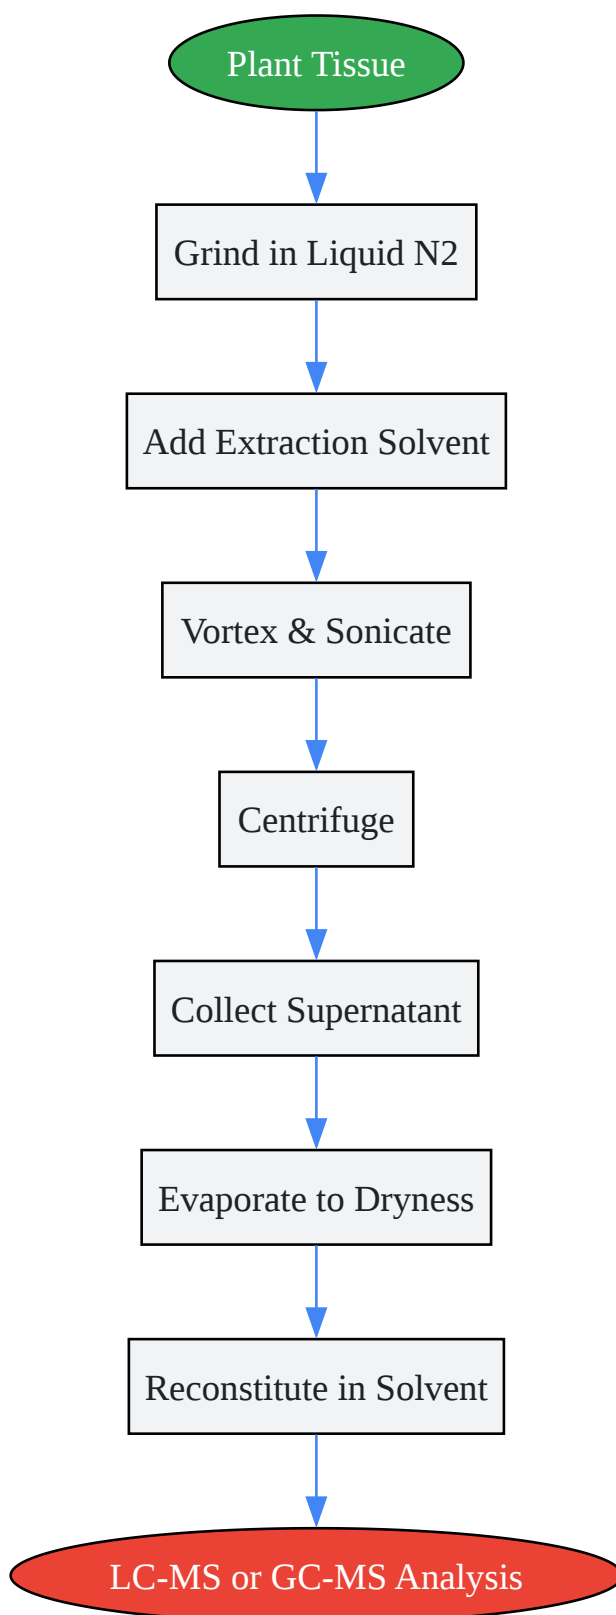 Plant Tissue
Grind in Liquid N2
Add Extraction Solvent
Vortex & Sonicate
Centrifuge
Collect Supernatant
Evaporate to Dryness
Reconstitute in Solvent
LC-MS or GC-MS Analysis